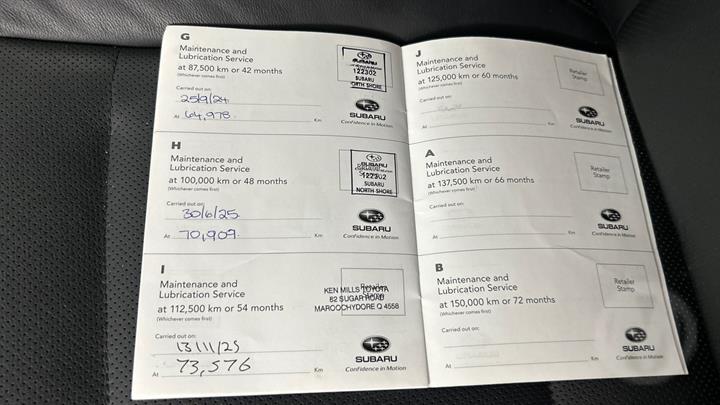 G
Maintenance and
Lubrication Service
at 87,500 km or 42 months
(Whichever comes first)
Carried out on:
25/9/24
At 64,978 Km
SUBARU
122302
SUBARU
ORTH SHORE
SUBARU
Confidence in Motion
H
Maintenance and
Lubrication Service
at 100,000 km or 48 months
(Whichever comes first)
Carried out on:
30/6/25
At 70,909 Km
122302
SUBARU
NORTH SHORE
SUBARU
Confidence in Motion
I
Maintenance and
Lubrication Service
at 112,500 km or 54 months
(Whichever comes first)
Carried out on:
13/11/25
At 73,576 Km
KEN MILLS TOYOTA
82 SUGAR ROAD
MAROOCHYDORE Q 4558
SUBARU
Confidence in Motion
J
Maintenance and
Lubrication Service
at 125,000 km or 60 months
(Whichever comes first)
Carried out on:
At Km
Retailer
Stamp
SUBARU
Confidence in Motion
A
Maintenance and
Lubrication Service
at 137,500 km or 66 months
(Whichever comes first)
Carried out on:
At Km
Retailer
Stamp
SUBARU
Confidence in Motion
B
Maintenance and
Lubrication Service
at 150,000 km or 72 months
(Whichever comes first)
Carried out on:
At Km
Retailer
Stamp
SUBARU
Confidence in Motion